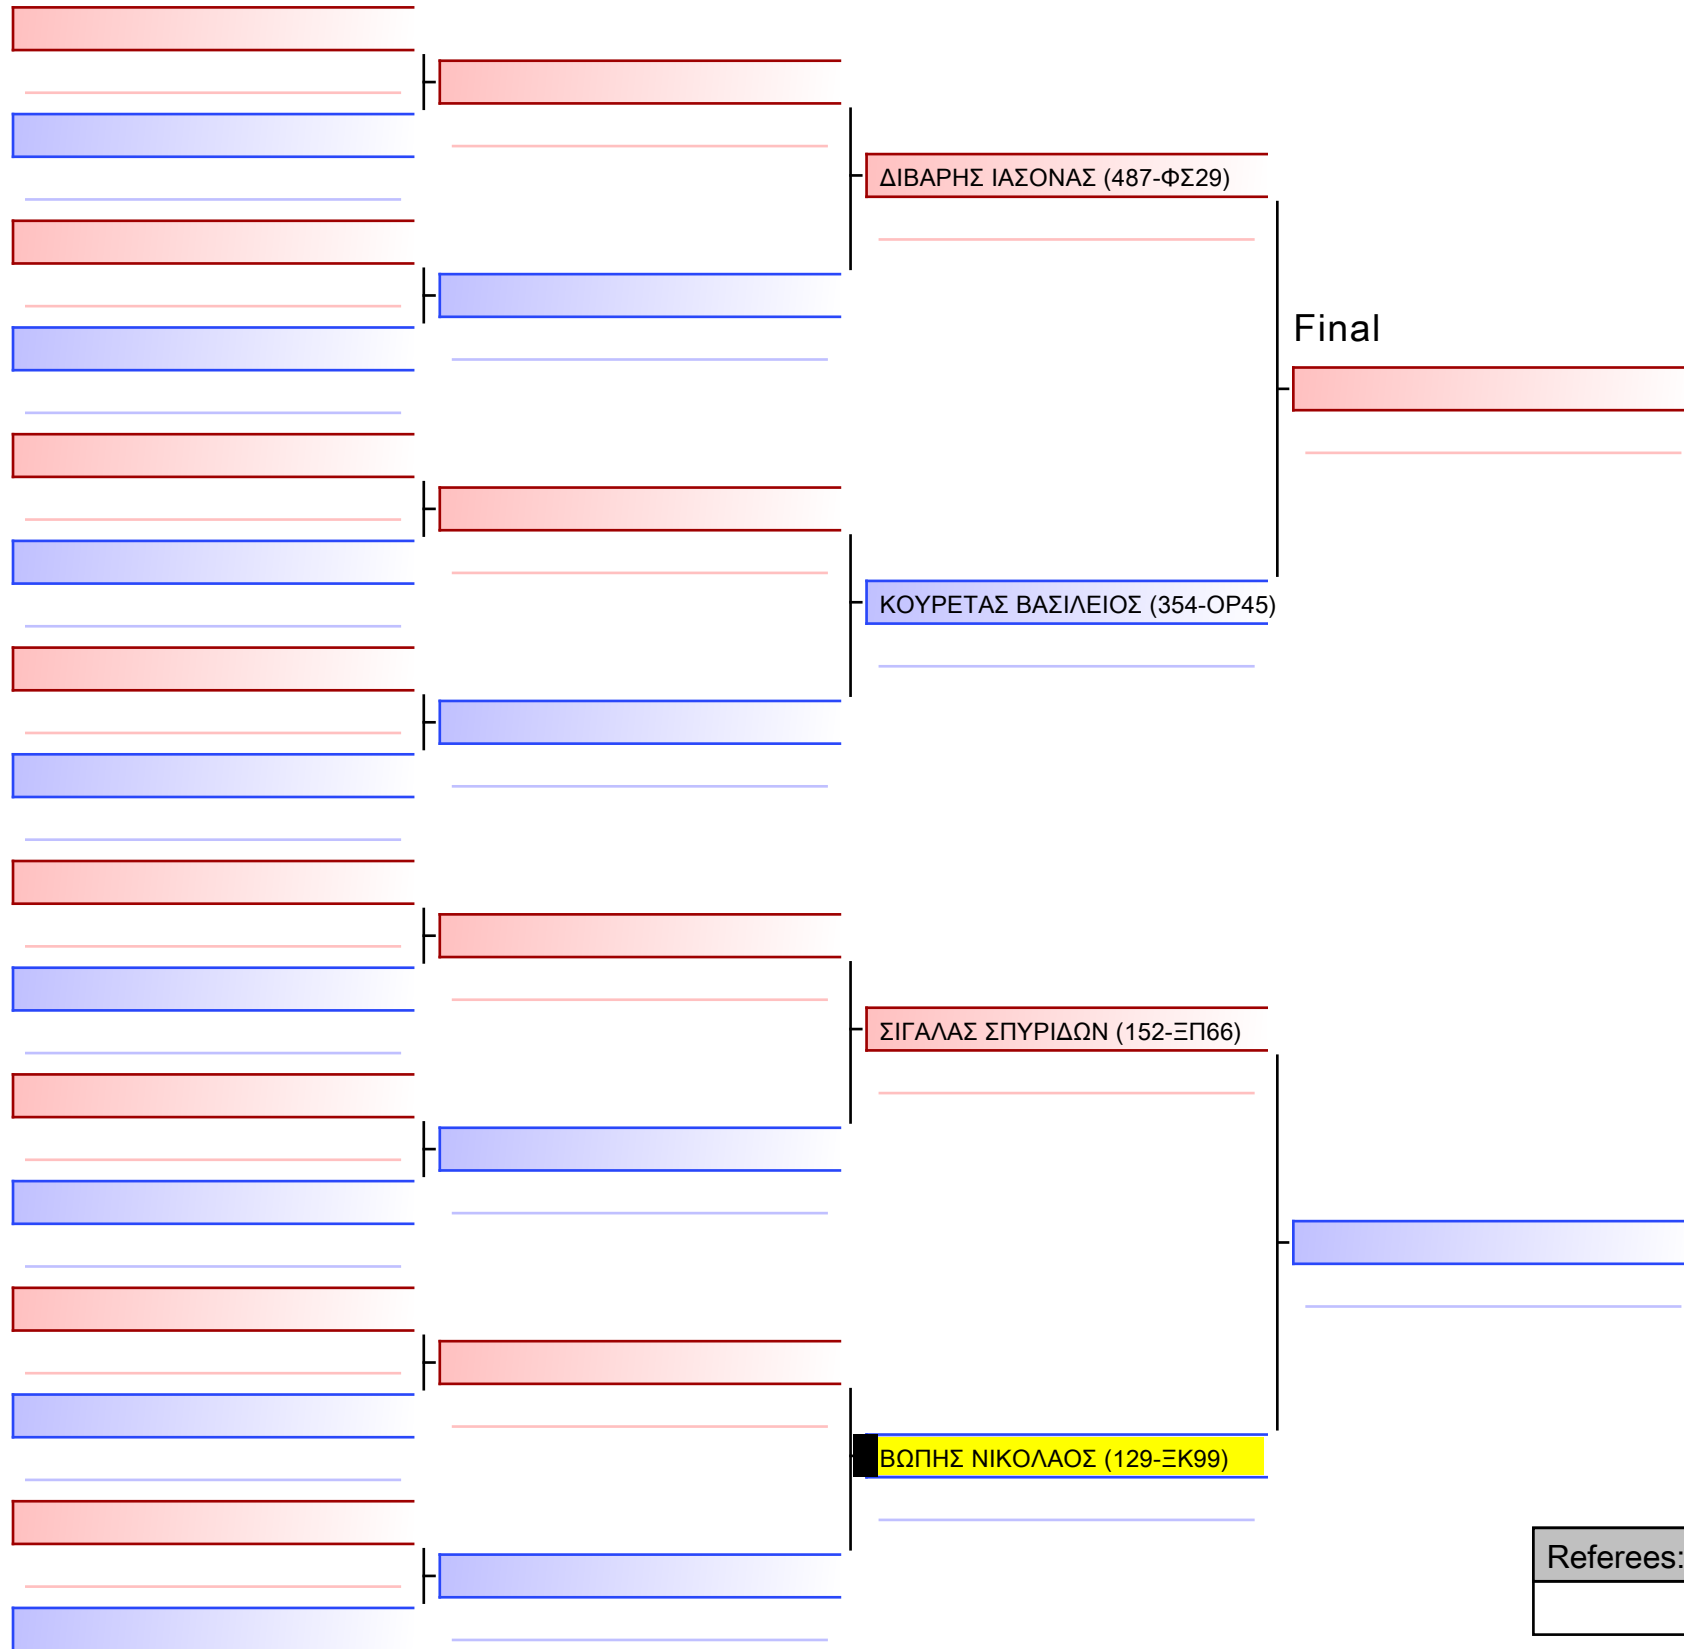 ΔΙΒΑΡΗΣ ΙΑΣΟΝΑΣ (487-ΦΣ29)
Final
ΚΟΥΡΕΤΑΣ ΒΑΣΙΛΕΙΟΣ (354-ΟΡ45)
ΣΙΓΑΛΑΣ ΣΠΥΡΙΔΩΝ (152-ΞΠ66)
ΒΩΠΗΣ ΝΙΚΟΛΑΟΣ (129-ΞΚ99)
Referees: